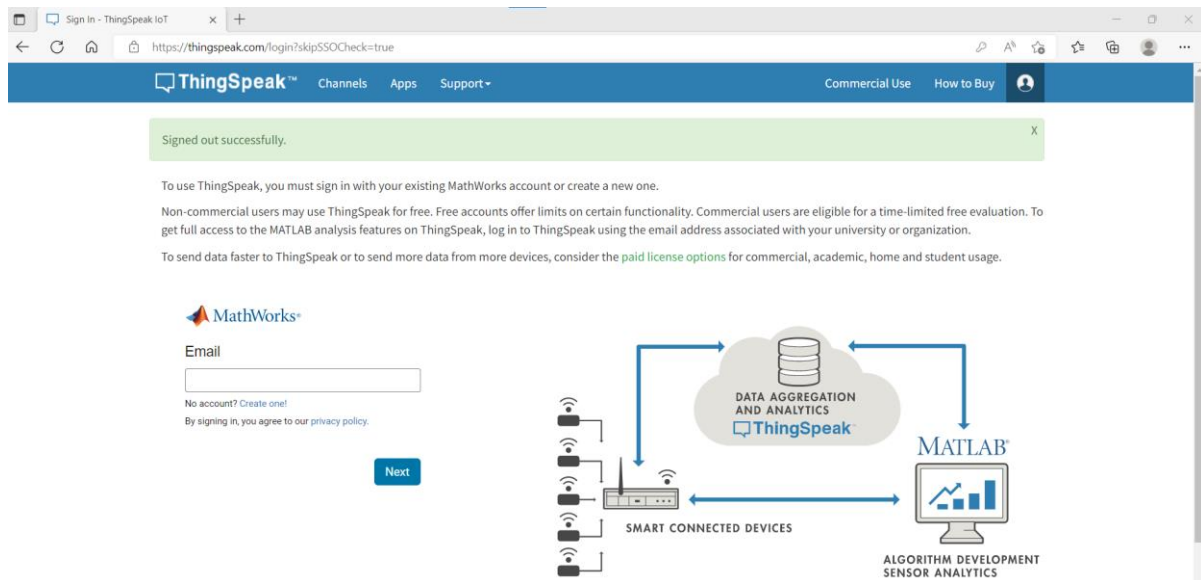 Sign In - ThingSpeak IoT
https://thingspeak.com/login?skipSSOCheck=true
ThingSpeak™ Channels Apps Support Commercial Use How to Buy
Signed out successfully. X
To use ThingSpeak, you must sign in with your existing MathWorks account or create a new one.
Non-commercial users may use ThingSpeak for free. Free accounts offer limits on certain functionality. Commercial users are eligible for a time-limited free evaluation. To
get full access to the MATLAB analysis features on ThingSpeak, log in to ThingSpeak using the email address associated with your university or organization.
To send data faster to ThingSpeak or to send more data from more devices, consider the paid license options for commercial, academic, home and student usage.
MathWorks®
Email
No account? Create one!
By signing in, you agree to our privacy policy.
Next
DATA AGGREGATION
AND ANALYTICS
ThingSpeak™
MATLAB®
SMART CONNECTED DEVICES
ALGORITHM DEVELOPMENT
SENSOR ANALYTICS